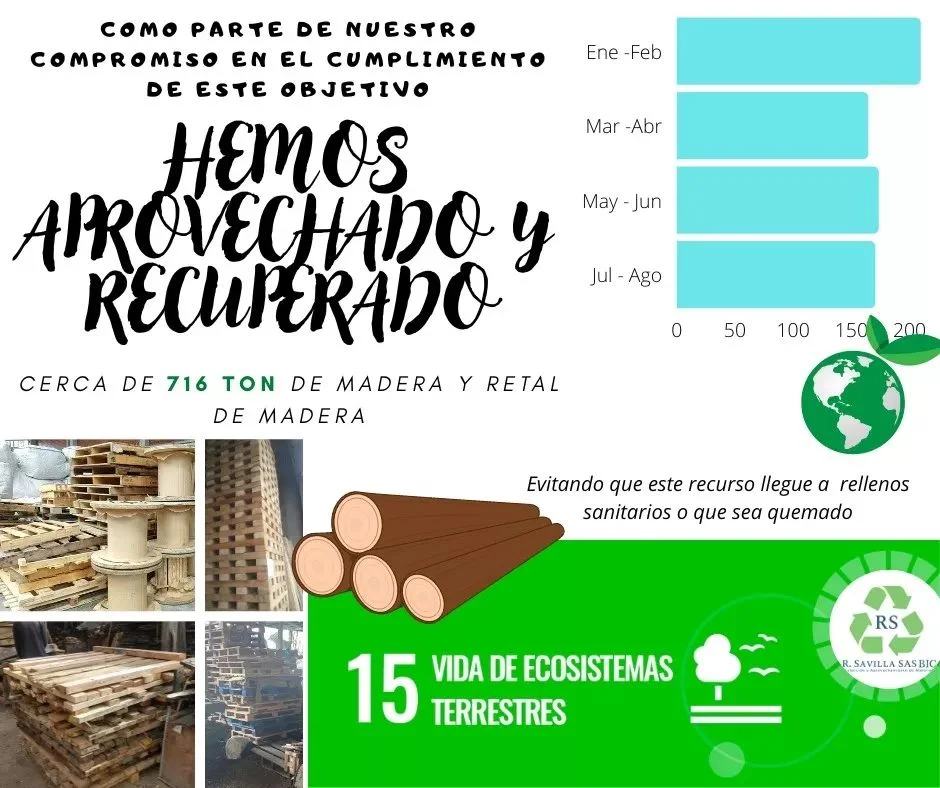 COMO PARTE DE NUESTRO
COMPROMISO EN EL CUMPLIMIENTO
DE ESTE OBJETIVO
HEMOS
APROVECHADO y
RECUPERADO
CERCA DE 716 TON DE MADERA Y RETAL
DE MADERA
Ene -Feb
Mar -Abr
May - Jun
Jul - Ago
0 50 100 150 200
Evitando que este recurso llegue a rellenos
sanitarios o que sea quemado
15 VIDA DE ECOSISTEMAS
TERRESTRES
RS
R. SAVILLA SAS BIC